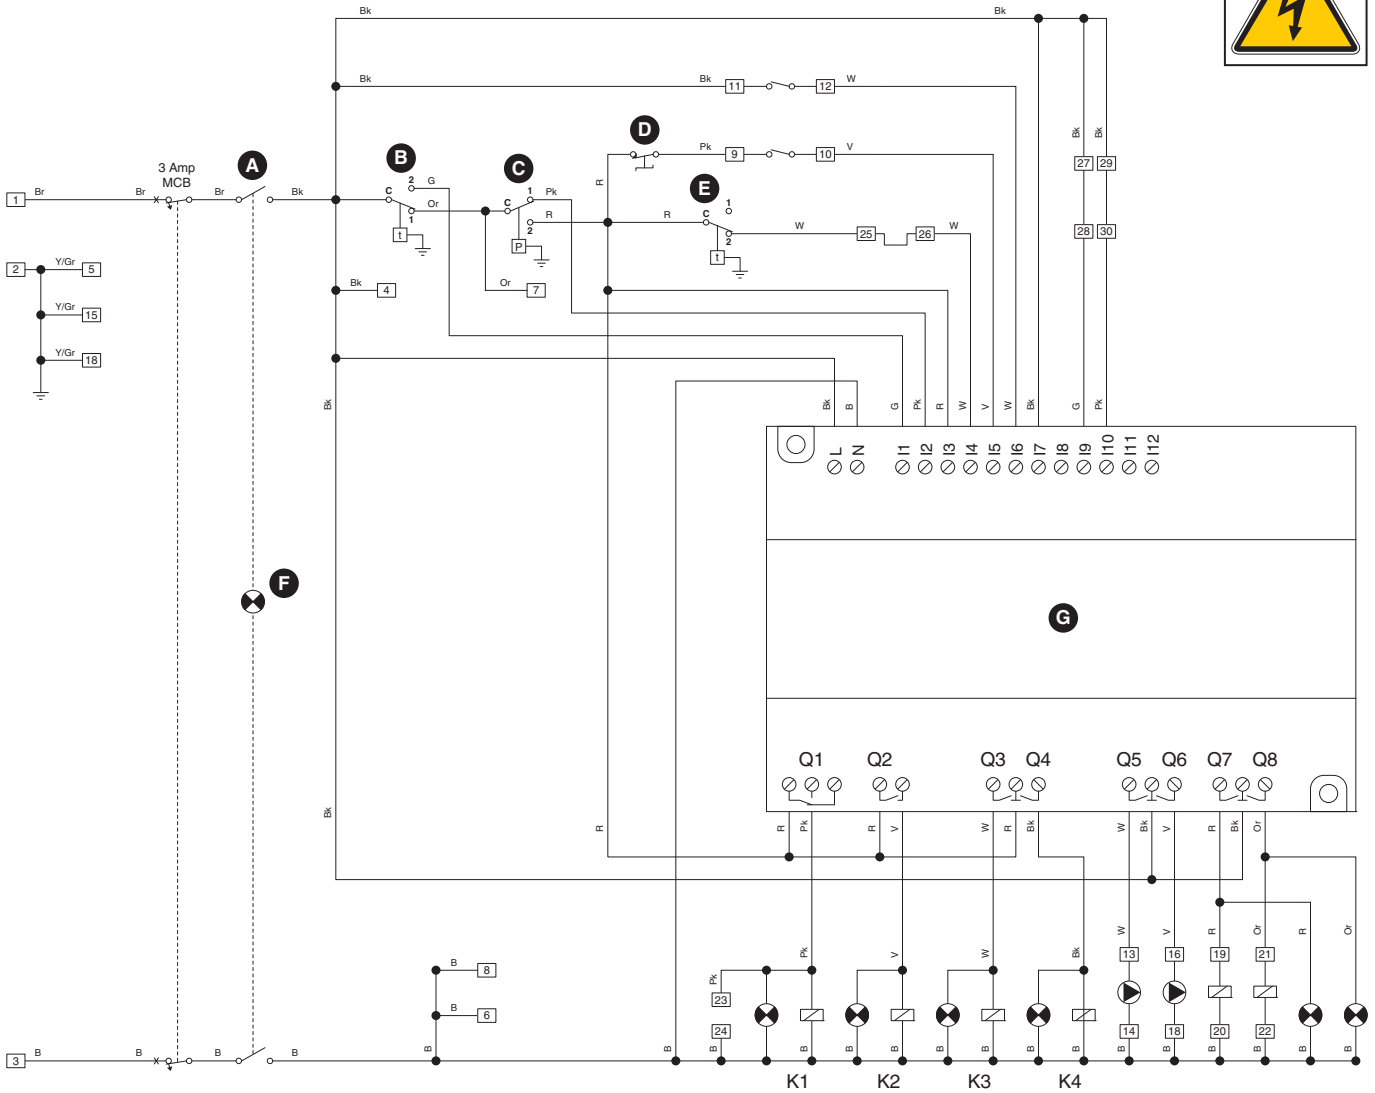 Bk Bk
Bk Bk 11 12 W
D
Pk 9 10 V
Bk Bk
3 Amp
MCB
A B C
27 29
R
E
1 Br Br Br Bk C 2 G
1 Or C 1 Pk
2 R R C 1
2 W 25 26 W
28 30
t P t
2 Y/Gr 5
Bk 4 Or 7
Y/Gr 15
Y/Gr 18
Bk Bk B G Pk R W V W Bk G Pk
L N I1 I2 I3 I4 I5 I6 I7 I8 I9 I10 I11 I12
F
G
Q1 Q2 Q3 Q4 Q5 Q6 Q7 Q8
Bk R R Pk R V W R Bk W Bk V R Bk Or
W V R Or R Or
Pk V W Bk
13 16 19 21
B 8
Pk
23
B 6
24 14 18 20 22
3 B B B B B B B B B B B B B B B B B B B B B
K1 K2 K3 K4